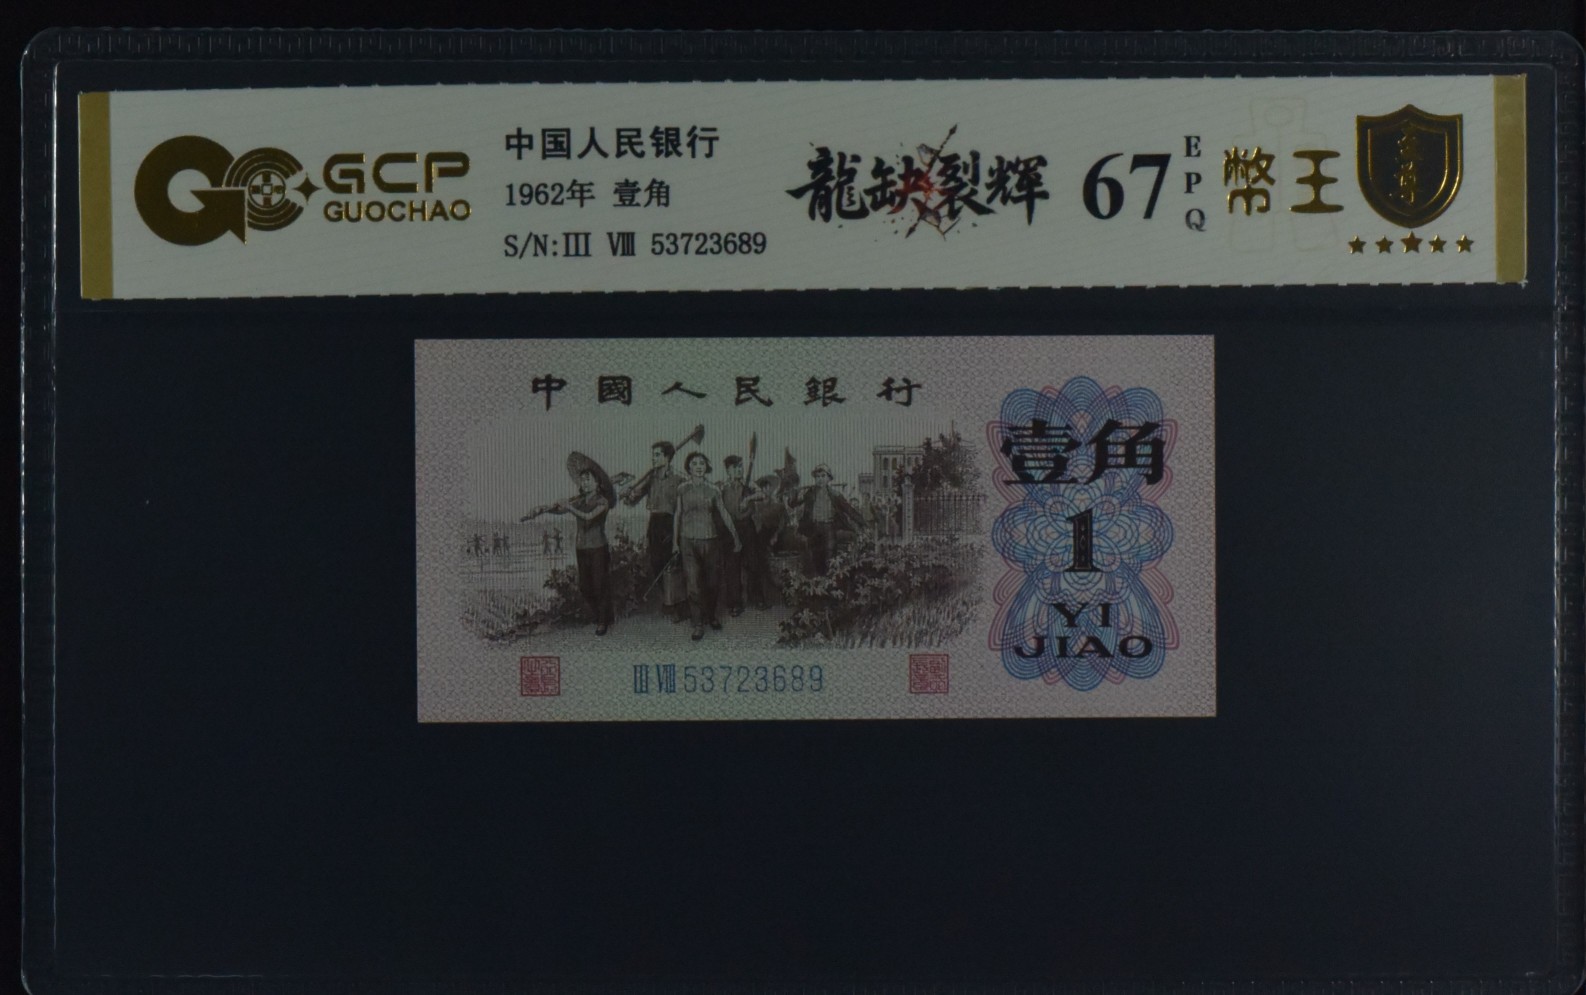 GCP
GUOCHAO
中国人民银行
1962年 壹角
S/N:III VIII 53723689
龍缺裂輝
67
EPQ
幣王
中國人民銀行
壹角
1
YI
JIAO
III VIII 53723689